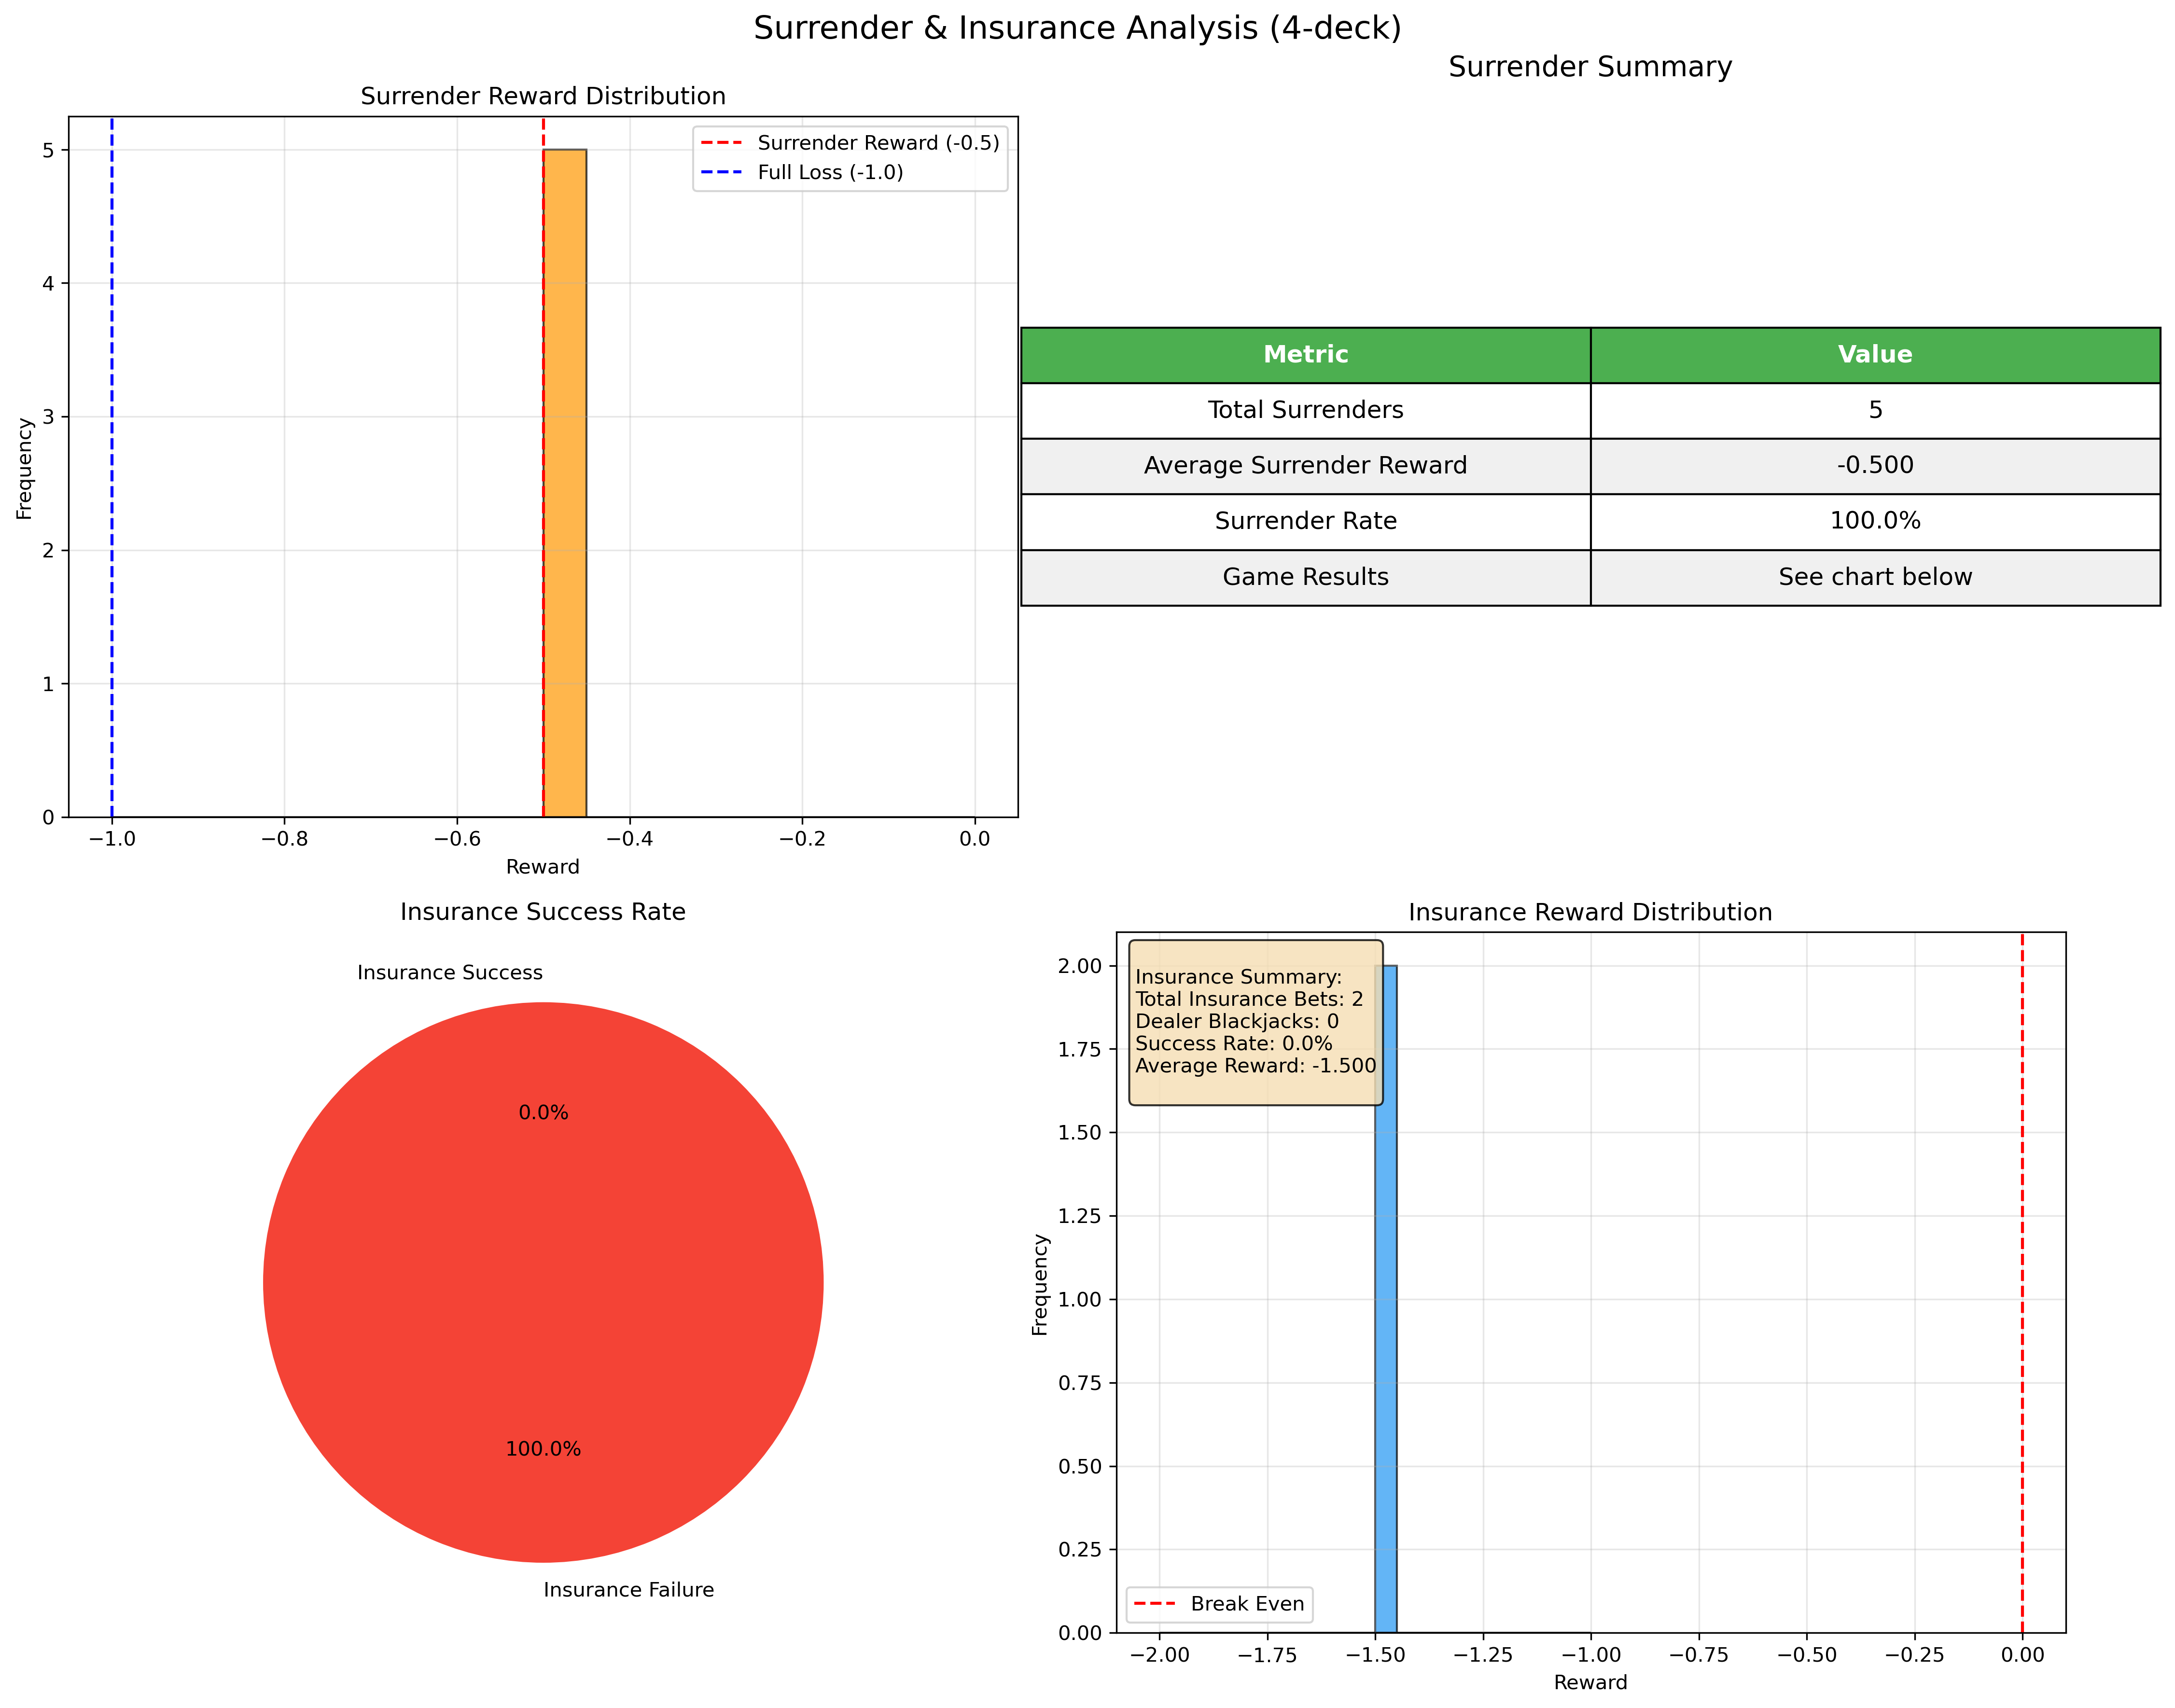 Surrender & Insurance Analysis (4-deck)
Surrender Reward Distribution
Surrender Reward (-0.5)
Full Loss (-1.0)
5
4
3
2
1
0
Frequency
−1.0 −0.8 −0.6 −0.4 −0.2 0.0
Reward
Surrender Summary
Metric Value
Total Surrenders 5
Average Surrender Reward -0.500
Surrender Rate 100.0%
Game Results See chart below
Insurance Success Rate
Insurance Success
0.0%
100.0%
Insurance Failure
Insurance Reward Distribution
Insurance Summary:
Total Insurance Bets: 2
Dealer Blackjacks: 0
Success Rate: 0.0%
Average Reward: -1.500
2.00
1.75
1.50
1.25
1.00
0.75
0.50
0.25
0.00
Frequency
Break Even
−2.00 −1.75 −1.50 −1.25 −1.00 −0.75 −0.50 −0.25 0.00
Reward